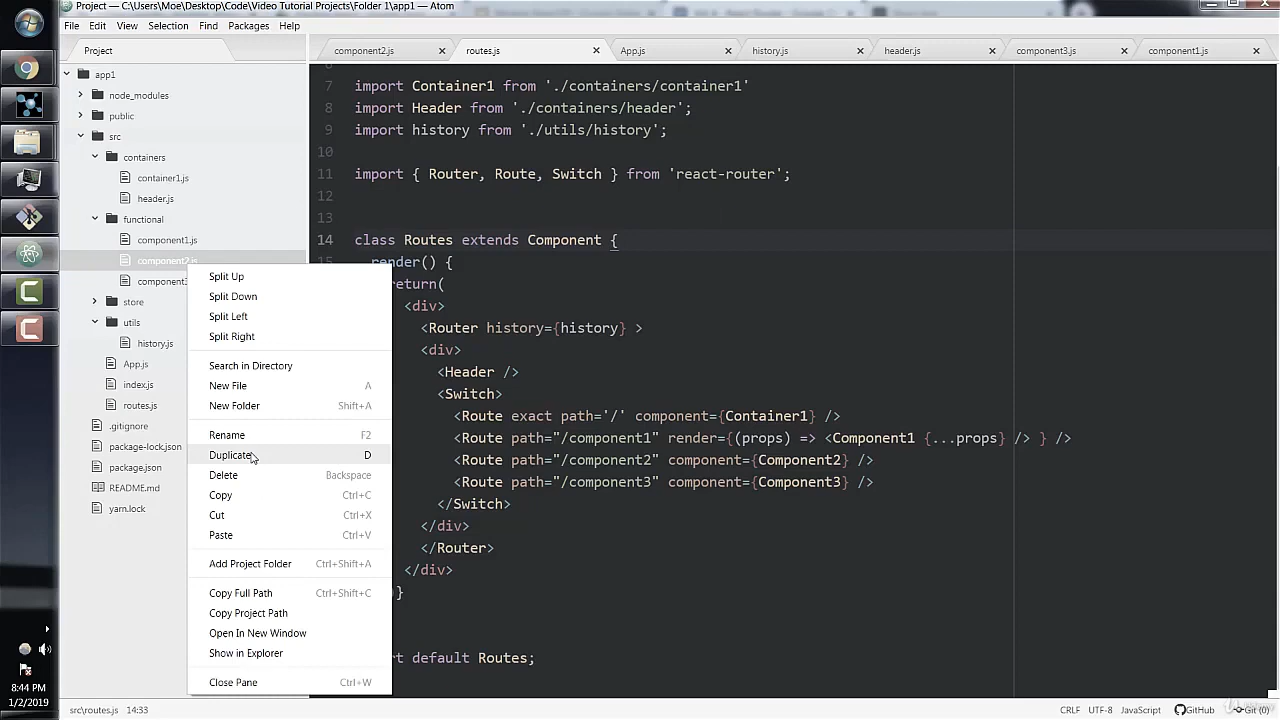 Project — C:\Users\Moe\Desktop\Code\Video Tutorial Projects\Folder 1\app1 — Atom
File Edit View Selection Find Packages Help
Project
component2.js
routes.js
App.js
history.js
header.js
component3.js
component1.js
app1
node_modules
public
src
containers
container1.js
header.js
functional
component1.js
component2.js
component3
store
utils
history.js
App.js
index.js
routes.js
.gitignore
package-lock.json
package.json
README.md
yarn.lock
Split Up
Split Down
Split Left
Split Right
Search in Directory
New File A
New Folder Shift+A
Rename F2
Duplicate D
Delete Backspace
Copy Ctrl+C
Cut Ctrl+X
Paste Ctrl+V
Add Project Folder Ctrl+Shift+A
Copy Full Path Ctrl+Shift+C
Copy Project Path
Open In New Window
Show in Explorer
Close Pane Ctrl+W
7 import Container1 from './containers/container1'
8 import Header from './containers/header';
9 import history from './utils/history';
10
11 import { Router, Route, Switch } from 'react-router';
12
13
14 class Routes extends Component {
15 render() {
return(
<div>
<Router history={history} >
<div>
<Header />
<Switch>
<Route exact path='/' component={Container1} />
<Route path="/component1" render={(props) => <Component1 {...props} /> } />
<Route path="/component2" component={Component2} />
<Route path="/component3" component={Component3} />
</Switch>
</div>
</Router>
</div>
}
t default Routes;
src\routes.js 14:33
CRLF UTF-8 JavaScript GitHub Git (0)
8:44 PM
1/2/2019